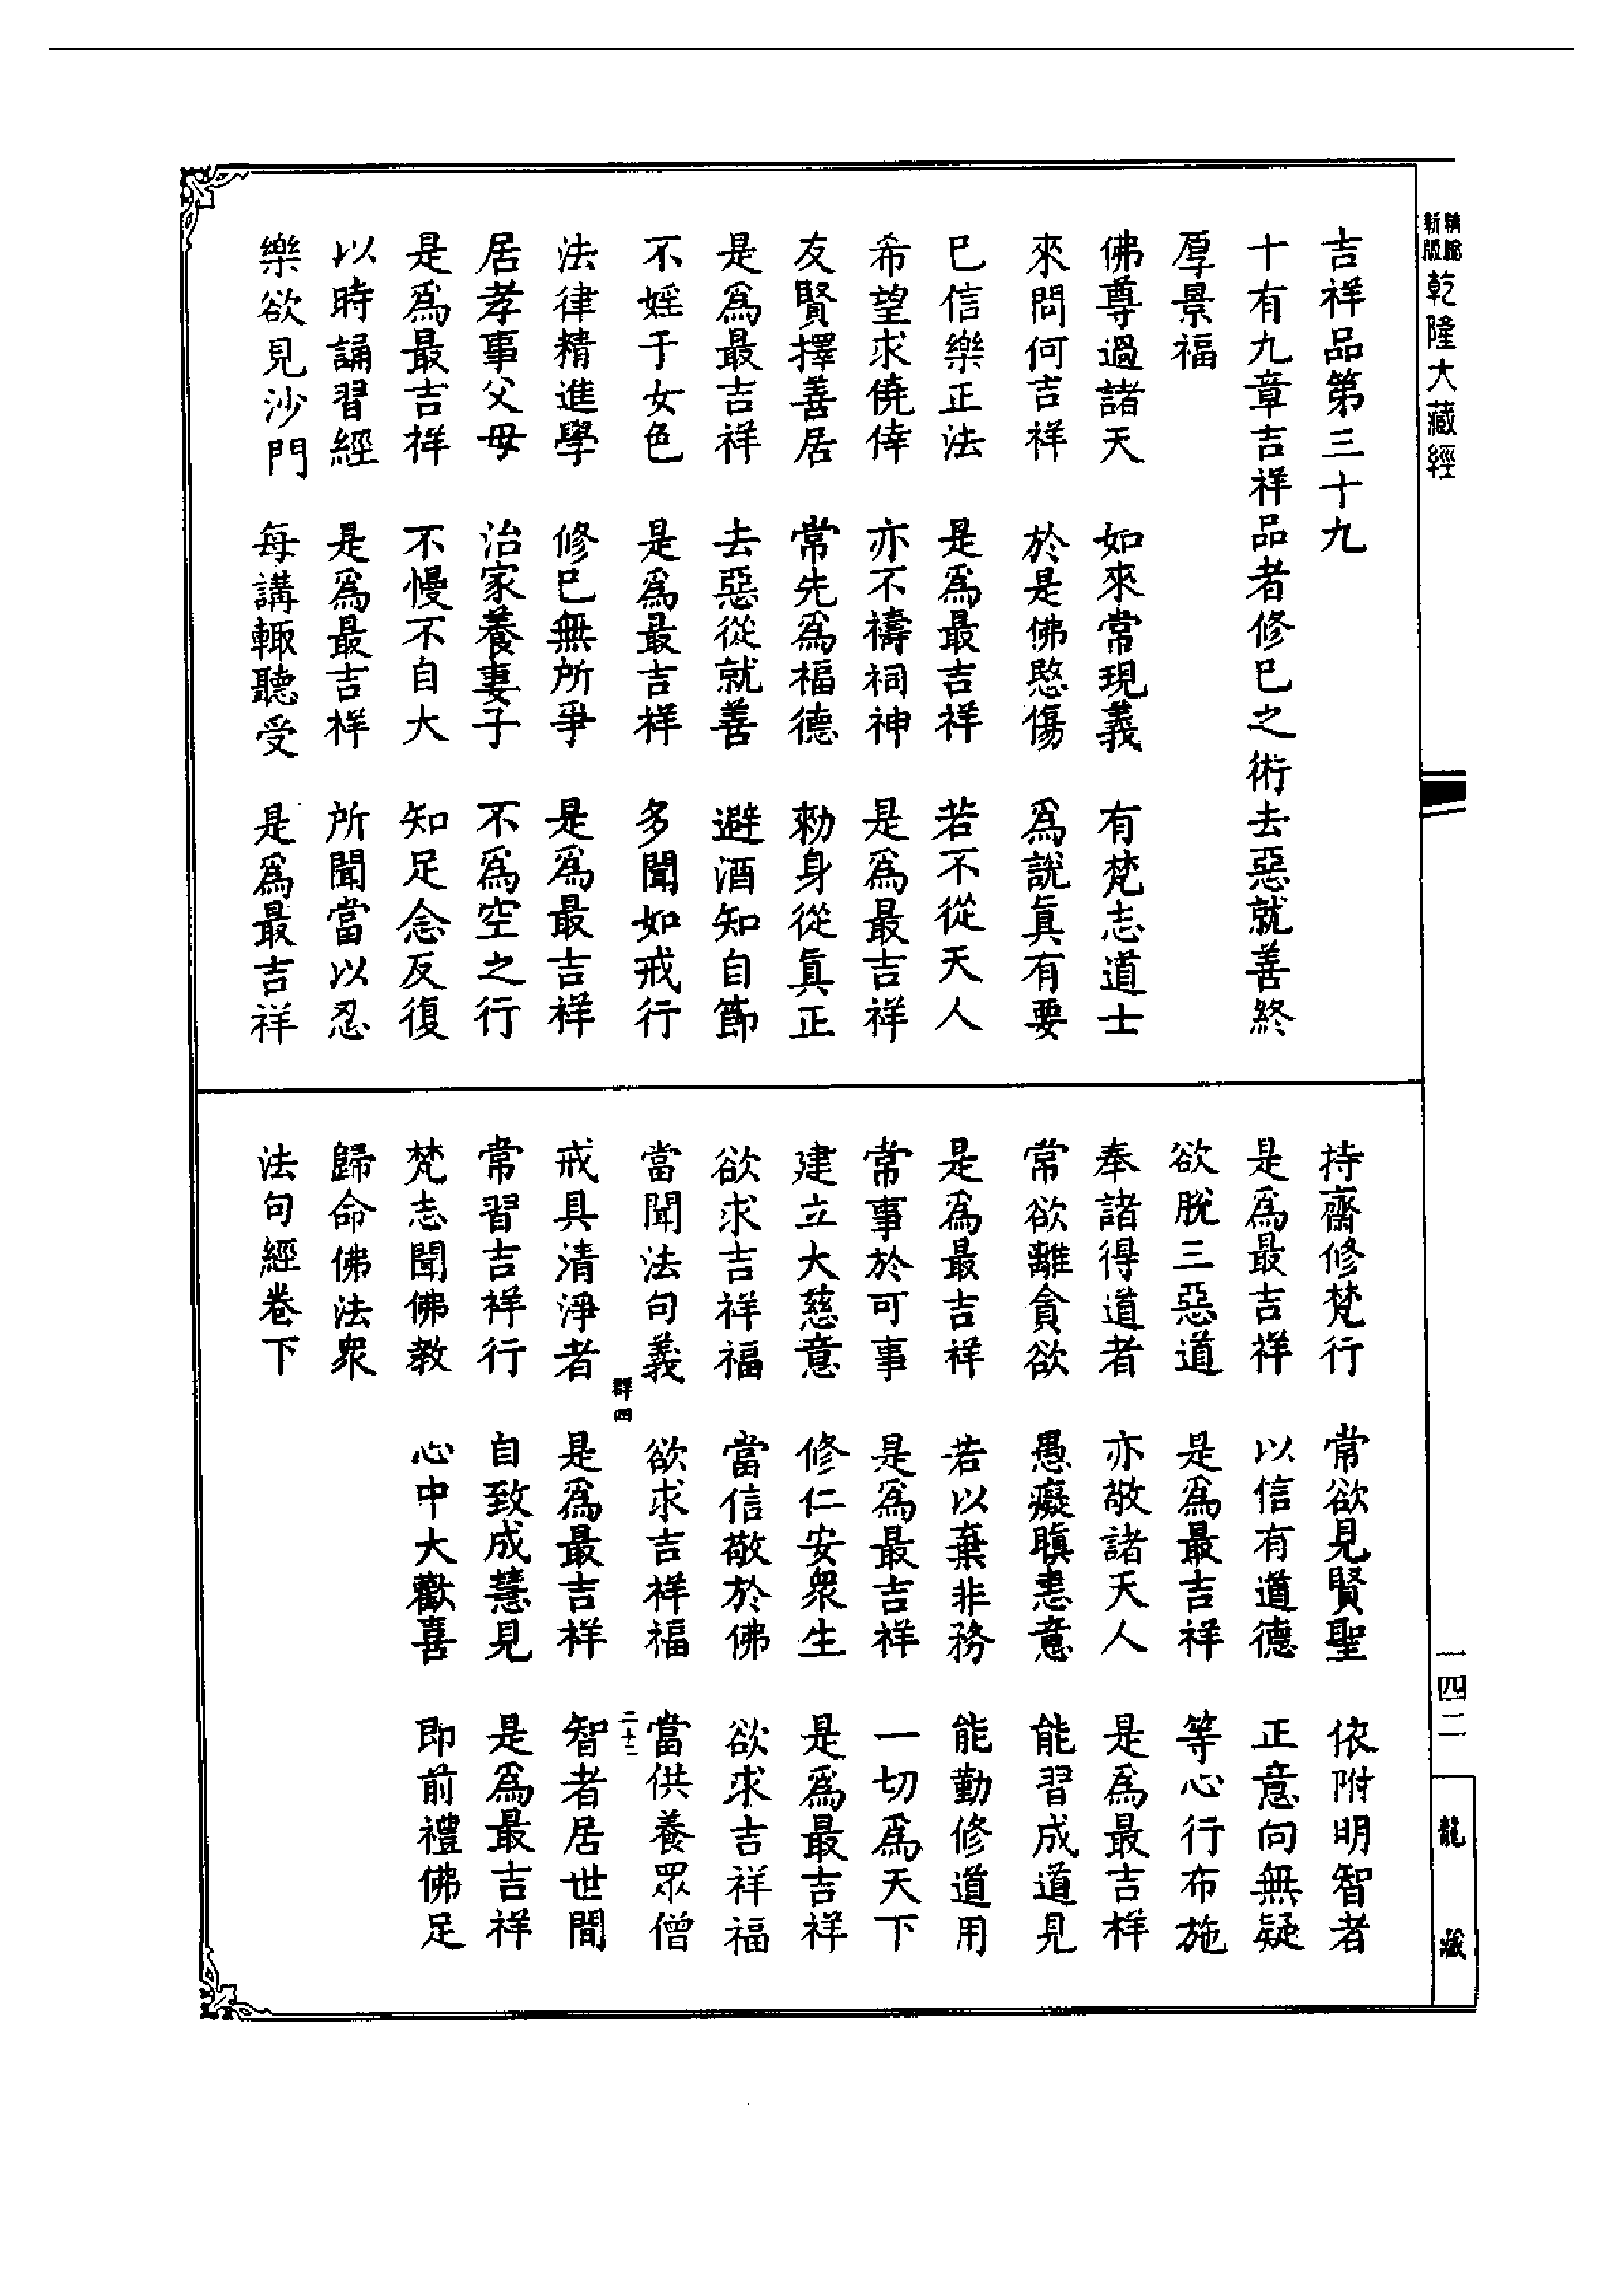 精縮新版乾隆大藏經
吉祥品第三十九
十有九章吉祥品者修巳之術去惡就善終
厚景福
佛尊過諸天　如來常現義　有梵志道士
來問何吉祥　於是佛愍傷　爲說眞有要
巳信樂正法　是爲最吉祥　若不從天人
希望求僥倖　亦不禱祠神　是爲最吉祥
友賢擇善居　常先爲福德　勑身從眞正
是爲最吉祥　去惡從就善　避酒知自節
不婬于女色　是爲最吉祥　多聞如戒行
法律精進學　修巳無所爭　是爲最吉祥
居孝事父母　治家養妻子　不爲空之行
是爲最吉祥　不慢不自大　知足念反復
以時誦習經　是爲最吉祥　所聞當以忍
樂欲見沙門　每講輒聽受　是爲最吉祥
持齋修梵行　常欲見賢聖　依附明智者
是爲最吉祥　以信有道德　正意向無疑
欲脫三惡道　是爲最吉祥　等心行布施
奉諸得道者　亦敬諸天人　是爲最吉祥
常欲離貪欲　愚癡瞋恚意　能習成道見
是爲最吉祥　若以棄非務　能勤修道用
常事於可事　是爲最吉祥　一切爲天下
建立大慈意　修仁安衆生　是爲最吉祥
欲求吉祥福　當信敬於佛　欲求吉祥福
當聞法句義　欲求吉祥福　當供養眾僧
群四　二十三
戒具清淨者　是爲最吉祥　智者居世間
常習吉祥行　自致成慧見　是爲最吉祥
梵志聞佛教　心中大歡喜　即前禮佛足
歸命佛法衆
法句經卷下
一四二
龍藏